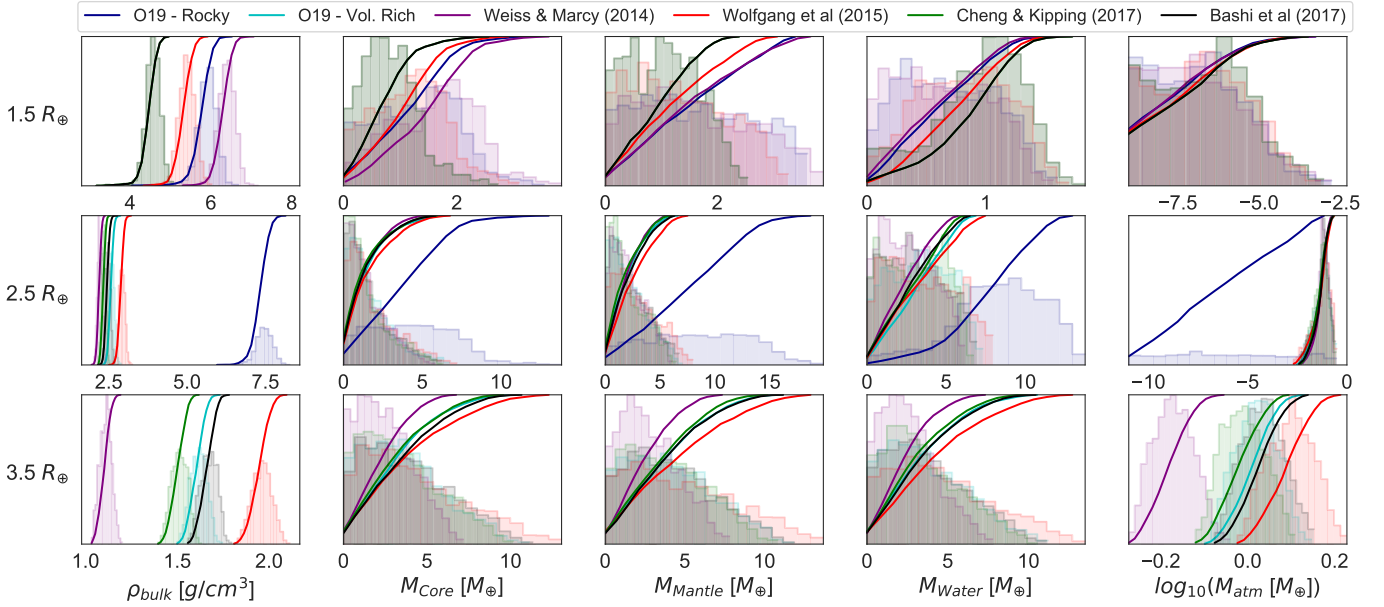 O19 - Rocky O19 - Vol. Rich Weiss & Marcy (2014) Wolfgang et al (2015) Cheng & Kipping (2017) Bashi et al (2017)
1.5 R⊕
4 6 8 0 2 0 2 0 1 −7.5 −5.0 −2.5
2.5 R⊕
2.5 5.0 7.5 0 5 10 0 5 10 15 0 5 10 −10 −5 0
3.5 R⊕
1.0 1.5 2.0 0 5 10 0 5 10 0 5 10 −0.2 0.0 0.2
ρbulk [g/cm³] MCore [M⊕] MMantle [M⊕] MWater [M⊕] log10(Matm [M⊕])